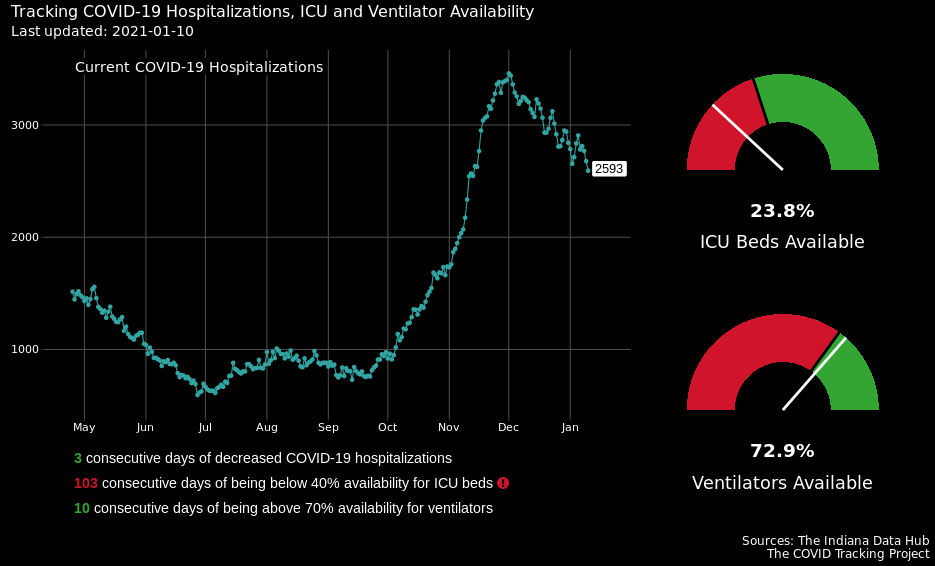 Tracking COVID-19 Hospitalizations, ICU and Ventilator Availability
Last updated: 2021-01-10
Current COVID-19 Hospitalizations
3000
2000
1000
2593
May Jun Jul Aug Sep Oct Nov Dec Jan
23.8%
ICU Beds Available
72.9%
Ventilators Available
3 consecutive days of decreased COVID-19 hospitalizations
103 consecutive days of being below 40% availability for ICU beds !
10 consecutive days of being above 70% availability for ventilators
Sources: The Indiana Data Hub
The COVID Tracking Project